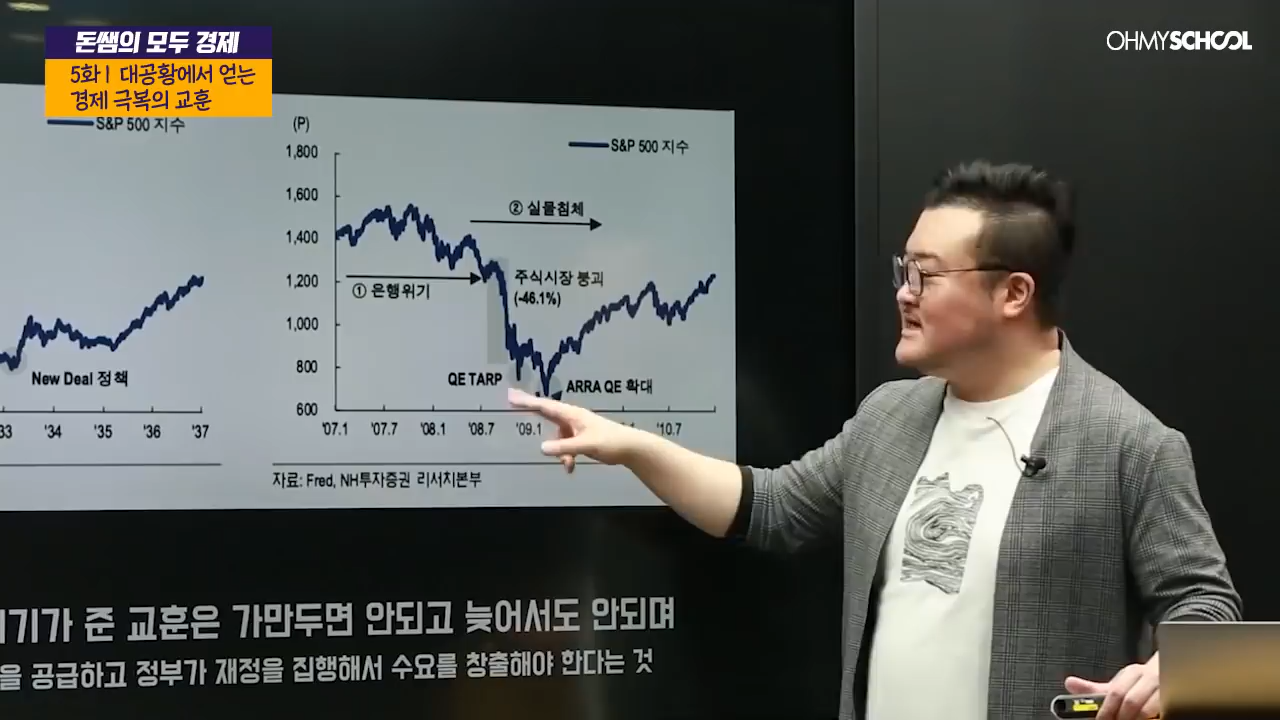 돈쌤의 모두 경제
5화 | 대공황에서 얻는
경제 극복의 교훈
OHMYSCHOOL
S&P 500 지수
New Deal 정책
33 '34 '35 '36 '37
(P)
S&P 500 지수
1,800
1,600
1,400
1,200
1,000
800
600
② 실물침체
① 은행위기
주식시장 붕괴
(-46.1%)
QE TARP
ARRA QE 확대
'07.1 '07.7 '08.1 '08.7 '09.1 '10.7
자료: Fred, NH투자증권 리서치본부
기가 준 교훈은 가만두면 안되고 늦어서도 안되며
을 공급하고 정부가 재정을 집행해서 수요를 창출해야 한다는 것